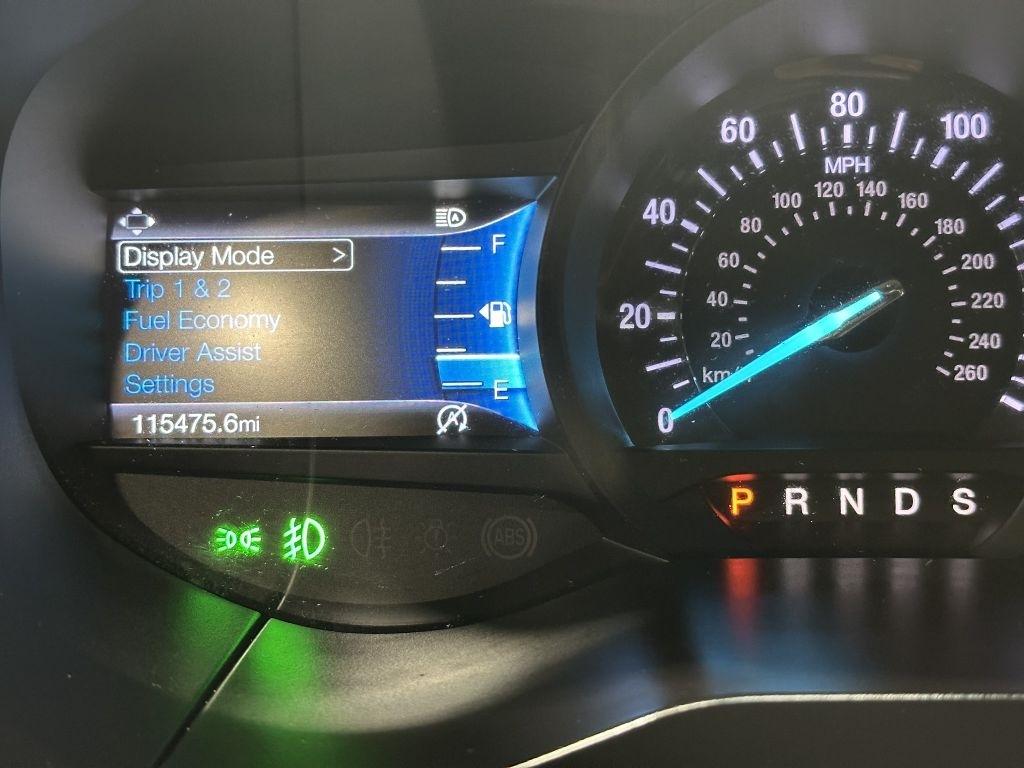 Display Mode >
Trip 1 & 2
Fuel Economy
Driver Assist
Settings
115475.6mi
A
F
E
A
ABS
0
20
40
60
80
100
MPH
20
40
60
80
100
120
140
160
180
200
220
240
260
P R N D S